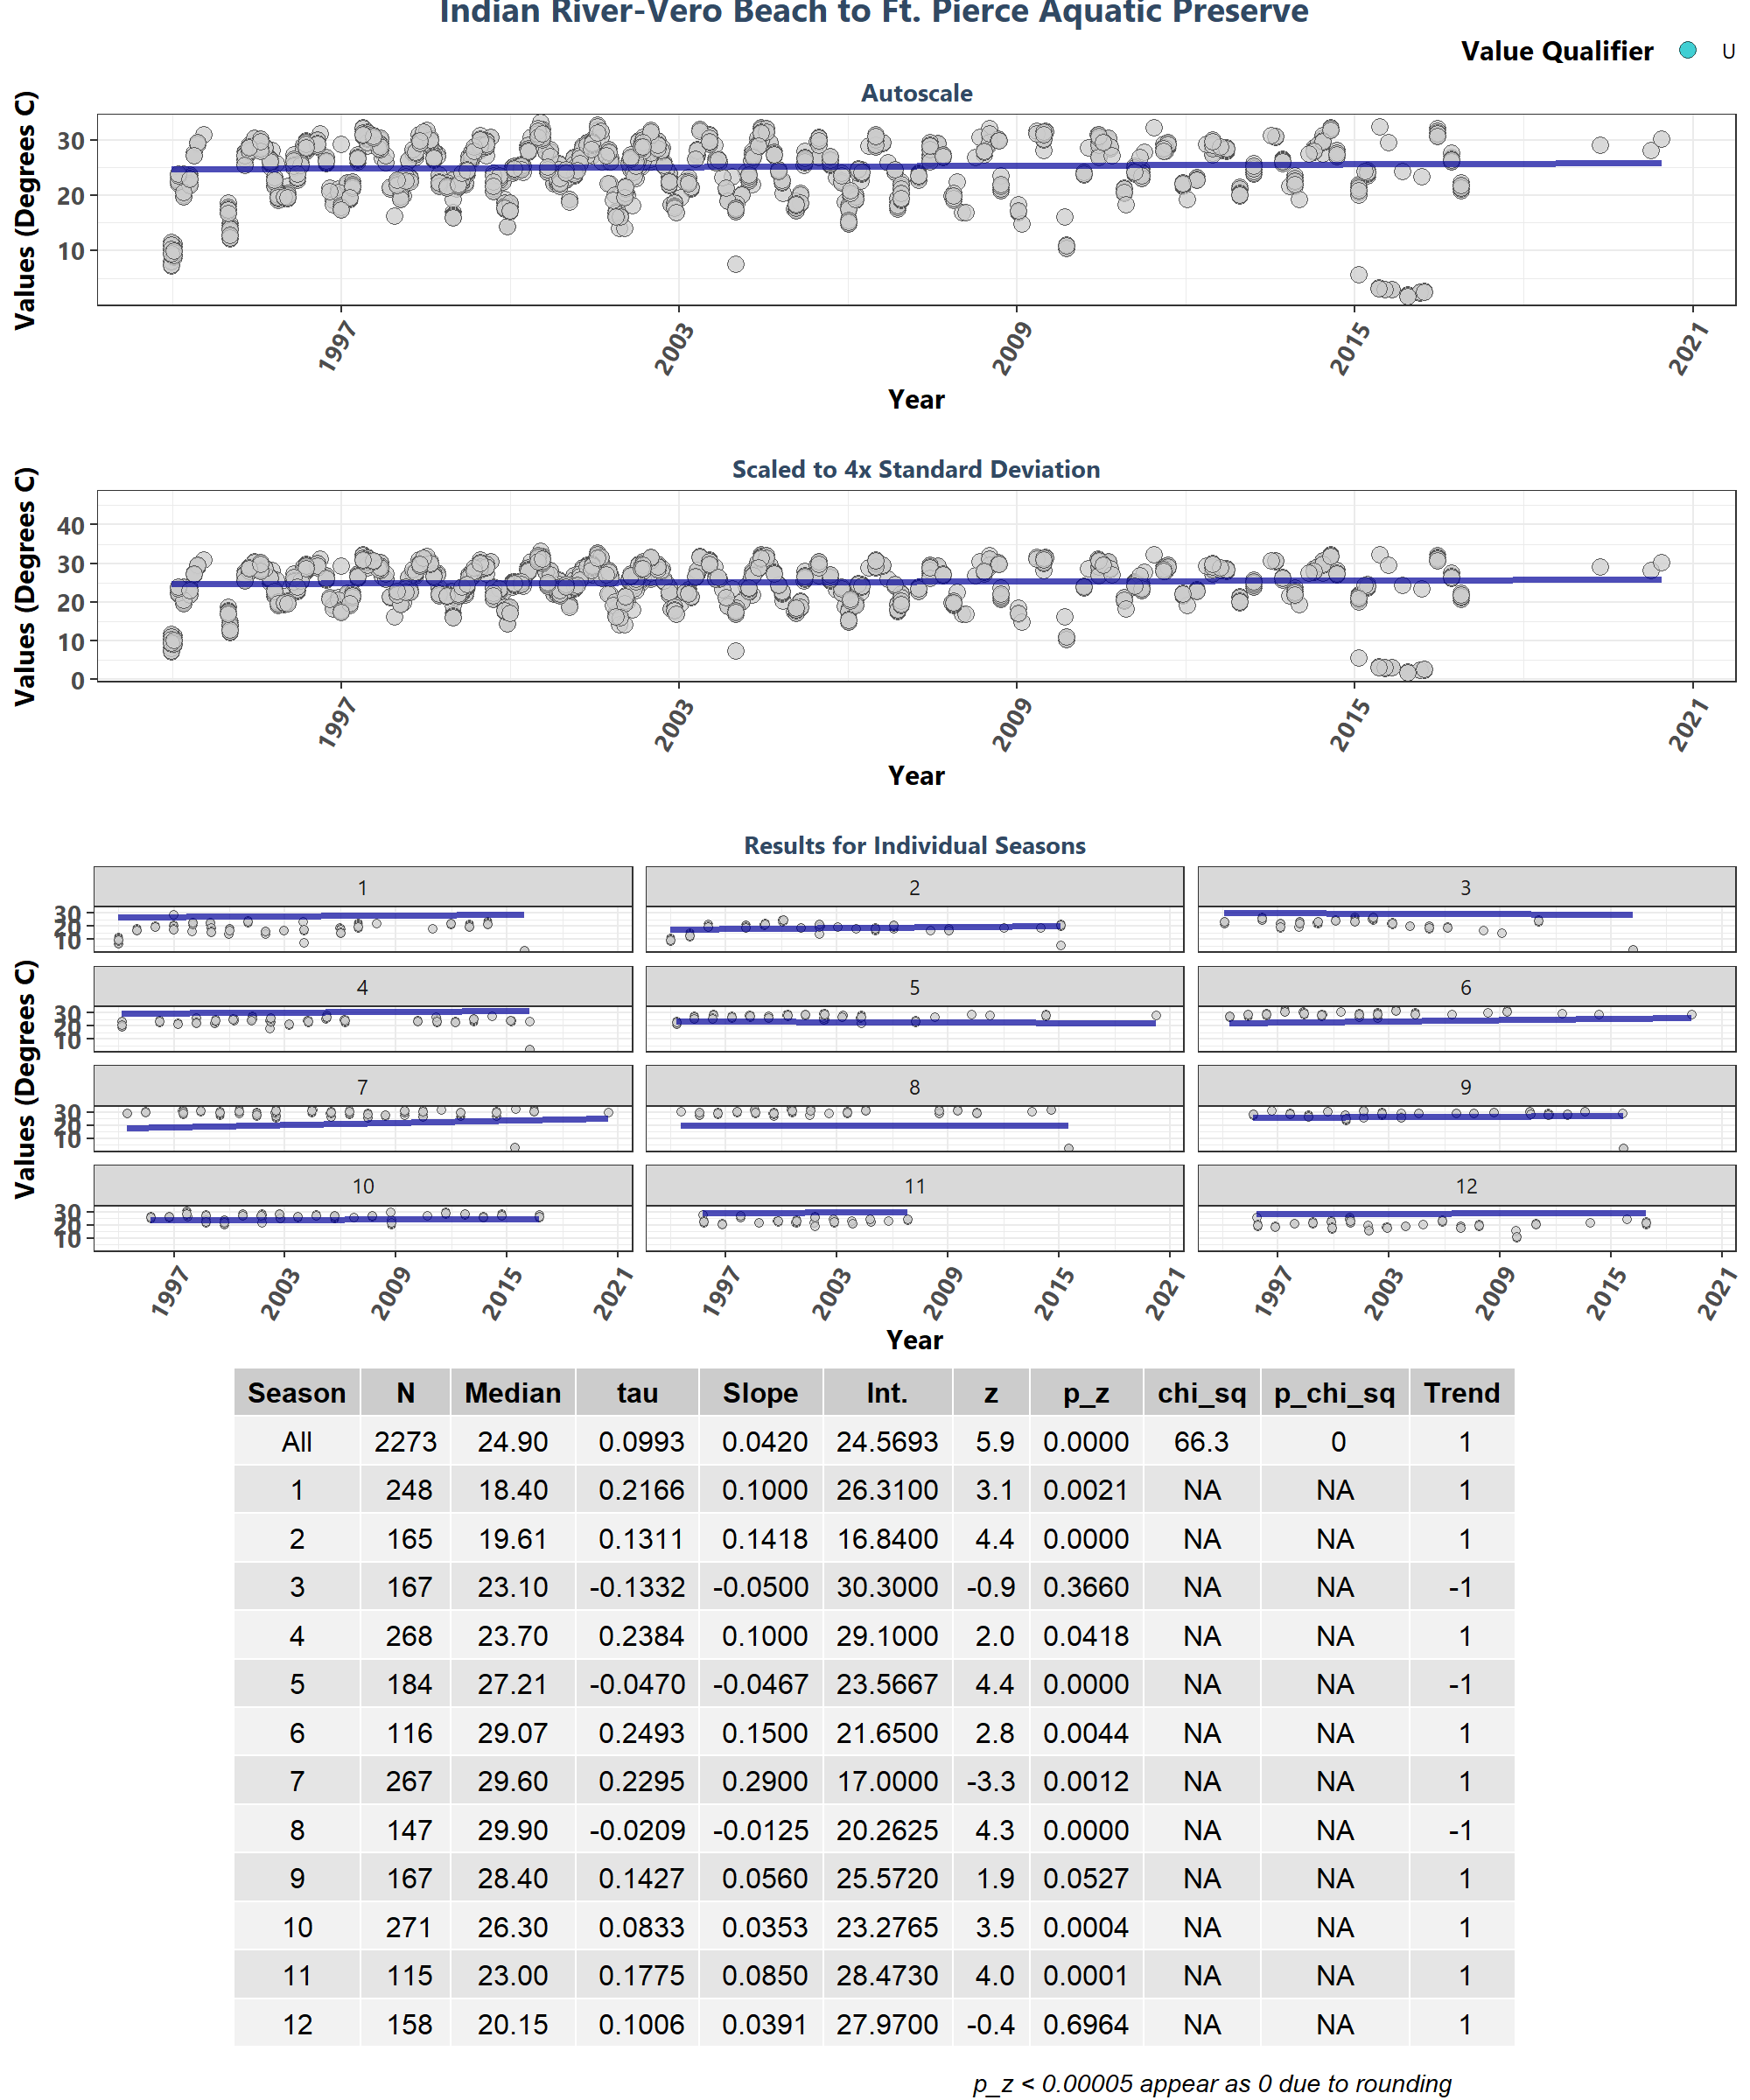 Indian River-Vero Beach to Ft. Pierce Aquatic Preserve
Value Qualifier U
Autoscale
Values (Degrees C)
30
20
10
1997 2003 2009 2015 2021
Year
Scaled to 4x Standard Deviation
Values (Degrees C)
40
30
20
10
0
1997 2003 2009 2015 2021
Year
Results for Individual Seasons
Values (Degrees C)
1 2 3
30
20
10
4 5 6
30
20
10
7 8 9
30
20
10
10 11 12
30
20
10
1997 2003 2009 2015 2021 1997 2003 2009 2015 2021 1997 2003 2009 2015 2021
Year
Season N Median tau Slope Int. z p_z chi_sq p_chi_sq Trend
All 2273 24.90 0.0993 0.0420 24.5693 5.9 0.0000 66.3 0 1
1 248 18.40 0.2166 0.1000 26.3100 3.1 0.0021 NA NA 1
2 165 19.61 0.1311 0.1418 16.8400 4.4 0.0000 NA NA 1
3 167 23.10 -0.1332 -0.0500 30.3000 -0.9 0.3660 NA NA -1
4 268 23.70 0.2384 0.1000 29.1000 2.0 0.0418 NA NA 1
5 184 27.21 -0.0470 -0.0467 23.5667 4.4 0.0000 NA NA -1
6 116 29.07 0.2493 0.1500 21.6500 2.8 0.0044 NA NA 1
7 267 29.60 0.2295 0.2900 17.0000 -3.3 0.0012 NA NA 1
8 147 29.90 -0.0209 -0.0125 20.2625 4.3 0.0000 NA NA -1
9 167 28.40 0.1427 0.0560 25.5720 1.9 0.0527 NA NA 1
10 271 26.30 0.0833 0.0353 23.2765 3.5 0.0004 NA NA 1
11 115 23.00 0.1775 0.0850 28.4730 4.0 0.0001 NA NA 1
12 158 20.15 0.1006 0.0391 27.9700 -0.4 0.6964 NA NA 1
p_z < 0.00005 appear as 0 due to rounding